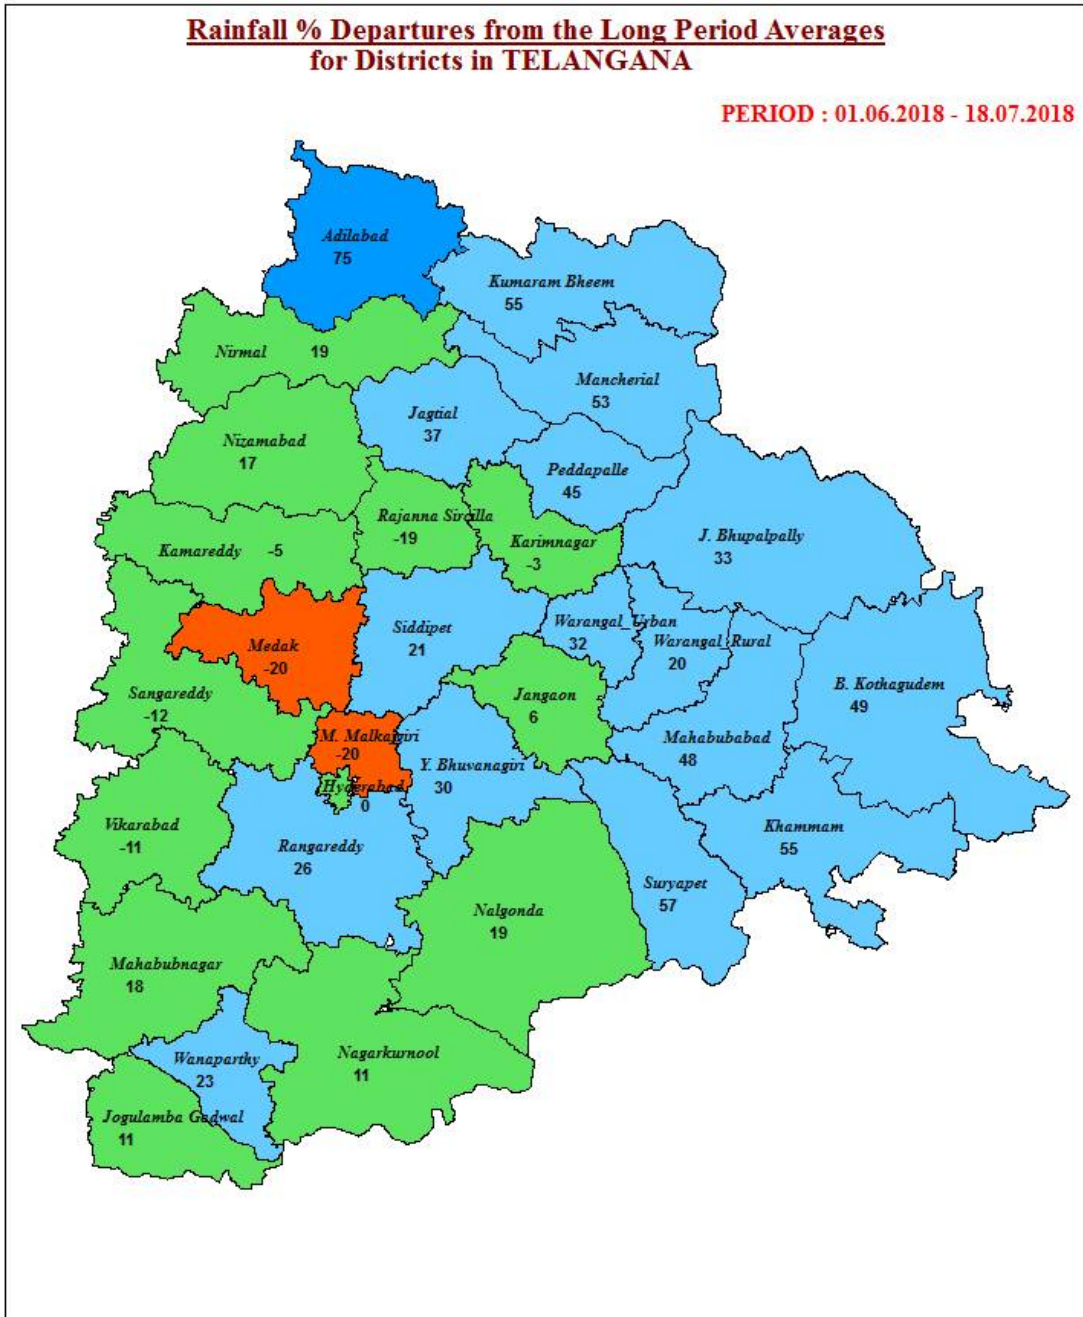 Rainfall % Departures from the Long Period Averages
for Districts in TELANGANA
PERIOD : 01.06.2018 - 18.07.2018
Adilabad
75
Kumaram Bheem
55
Nirmal 19
Mancherial
53
Jagtial
37
Nizamabad
17
Peddapalle
45
Rajanna Sircilla
-19
Karimnagar
-3
J. Bhupalpally
33
Kamareddy -5
Siddipet
21
Warangal_Urban
32
Warangal_Rural
20
Medak
-20
Sangareddy
-12
Jangaon
6
B. Kothagudem
49
M. Malkajgiri
-20
Mahabubabad
48
Y. Bhuvanagiri
30
Hyderabad
0
Vikarabad
-11
Rangareddy
26
Khammam
55
Suryapet
57
Nalgonda
19
Mahabubnagar
18
Wanaparthy
23
Nagarkurnool
11
Jogulamba Gadwal
11